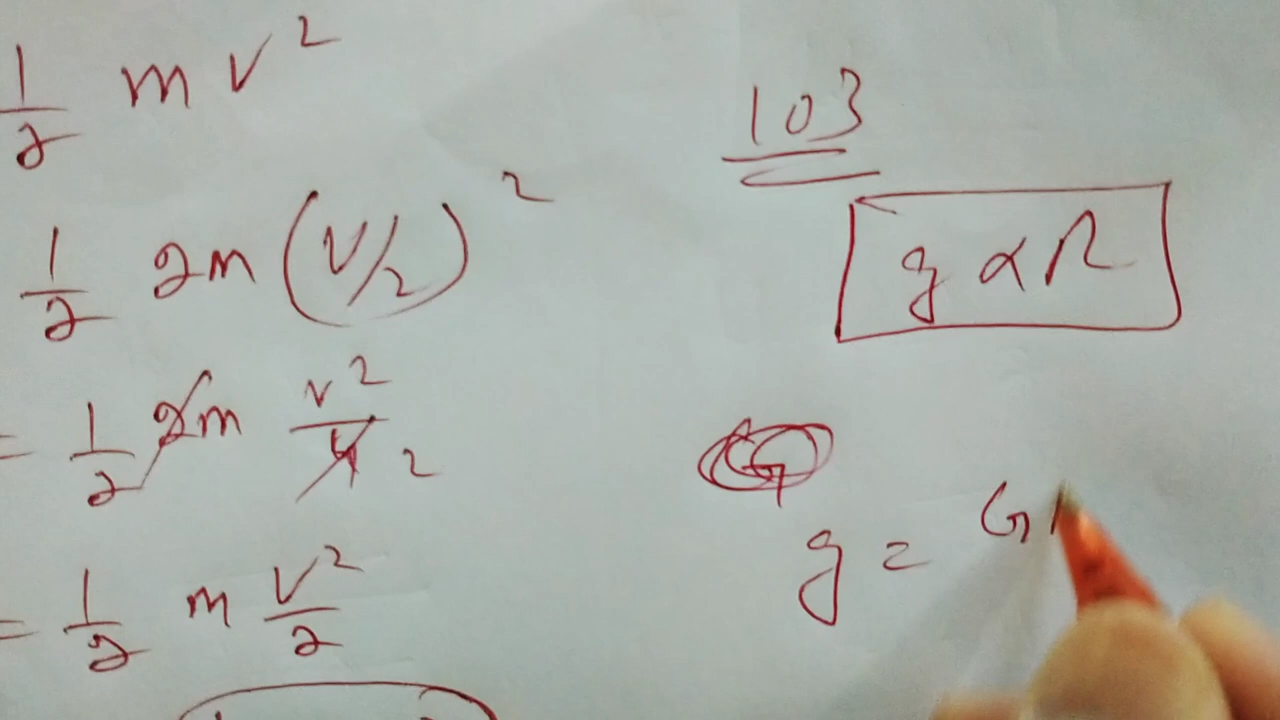 1/2 m v²
1/2 2m (v/2)²
= 1/2 2m v²/4 2
= 1/2 m v²/2
103
g ∝ R
G
g = G